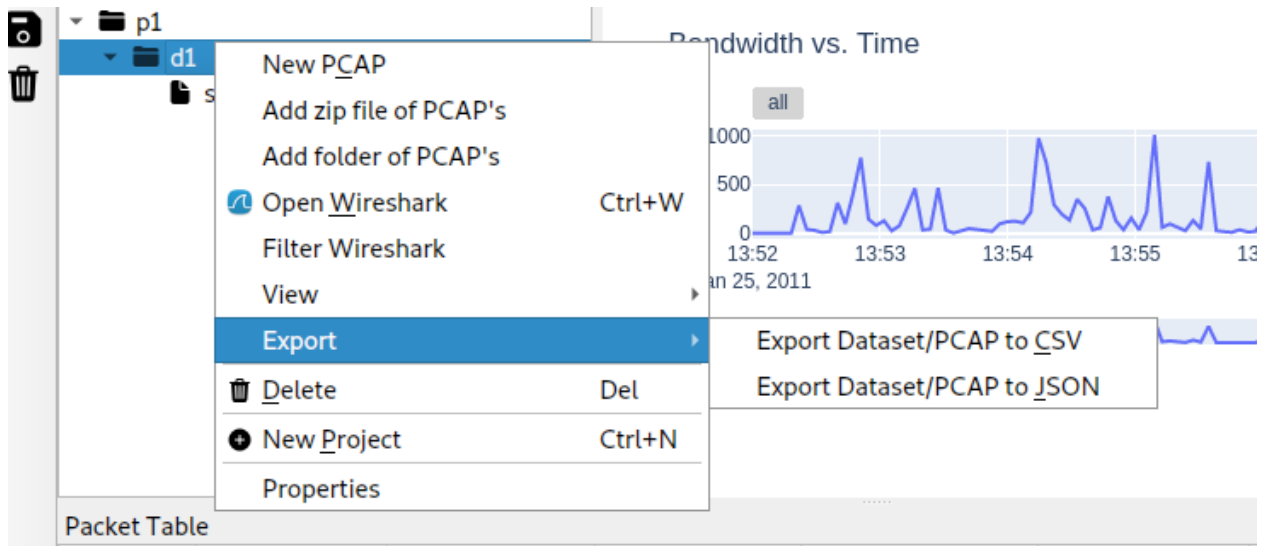 p1
d1
New PCAP
Add zip file of PCAP's
Add folder of PCAP's
Open Wireshark Ctrl+W
Filter Wireshark
View
Export
Delete Del
New Project Ctrl+N
Properties
Export Dataset/PCAP to CSV
Export Dataset/PCAP to JSON
vs. Time
all
1000
500
0
13:52 13:53 13:54 13:55
25, 2011
Packet Table